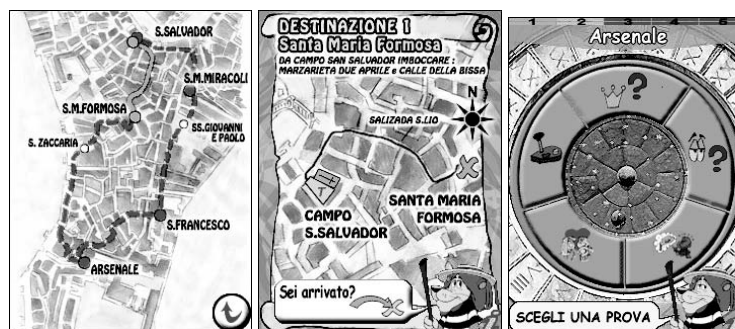 S.SALVADOR
S.M.MIRACOLI
S.M.FORMOSA
SS.GIOVANNI
E PAOLO
S. ZACCARIA
S.FRANCESCO
ARSENALE
DESTINAZIONE 1
Santa Maria Formosa
DA CAMPO SAN SALVADOR IMBOCCARE :
MARZARIETA DUE APRILE e CALLE DELLA BISSA
N
SALIZADA S.LIO
T
SANTA MARIA
FORMOSA
CAMPO
S.SALVADOR
Sei arrivato?
1 2 3 4 5
Arsenale
SCEGLI UNA PROVA